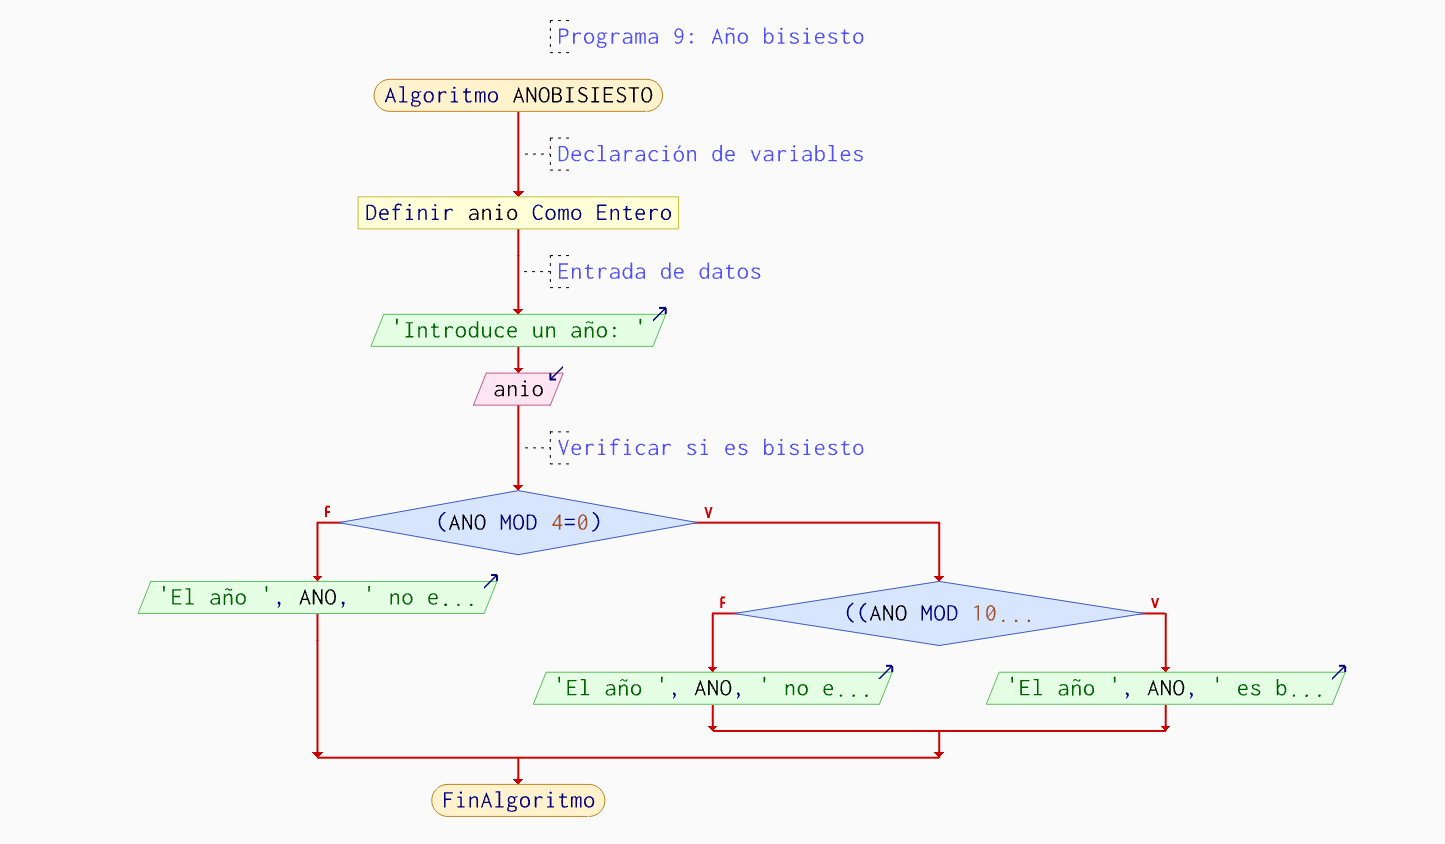 Programa 9: Año bisiesto
Algoritmo ANOBISIESTO
Declaración de variables
Definir anio Como Entero
Entrada de datos
'Introduce un año: '
anio
Verificar si es bisiesto
F
(ANO MOD 4=0)
V
'El año ', ANO, ' no e...
F
((ANO MOD 10...
V
'El año ', ANO, ' no e...
'El año ', ANO, ' es b...
FinAlgoritmo